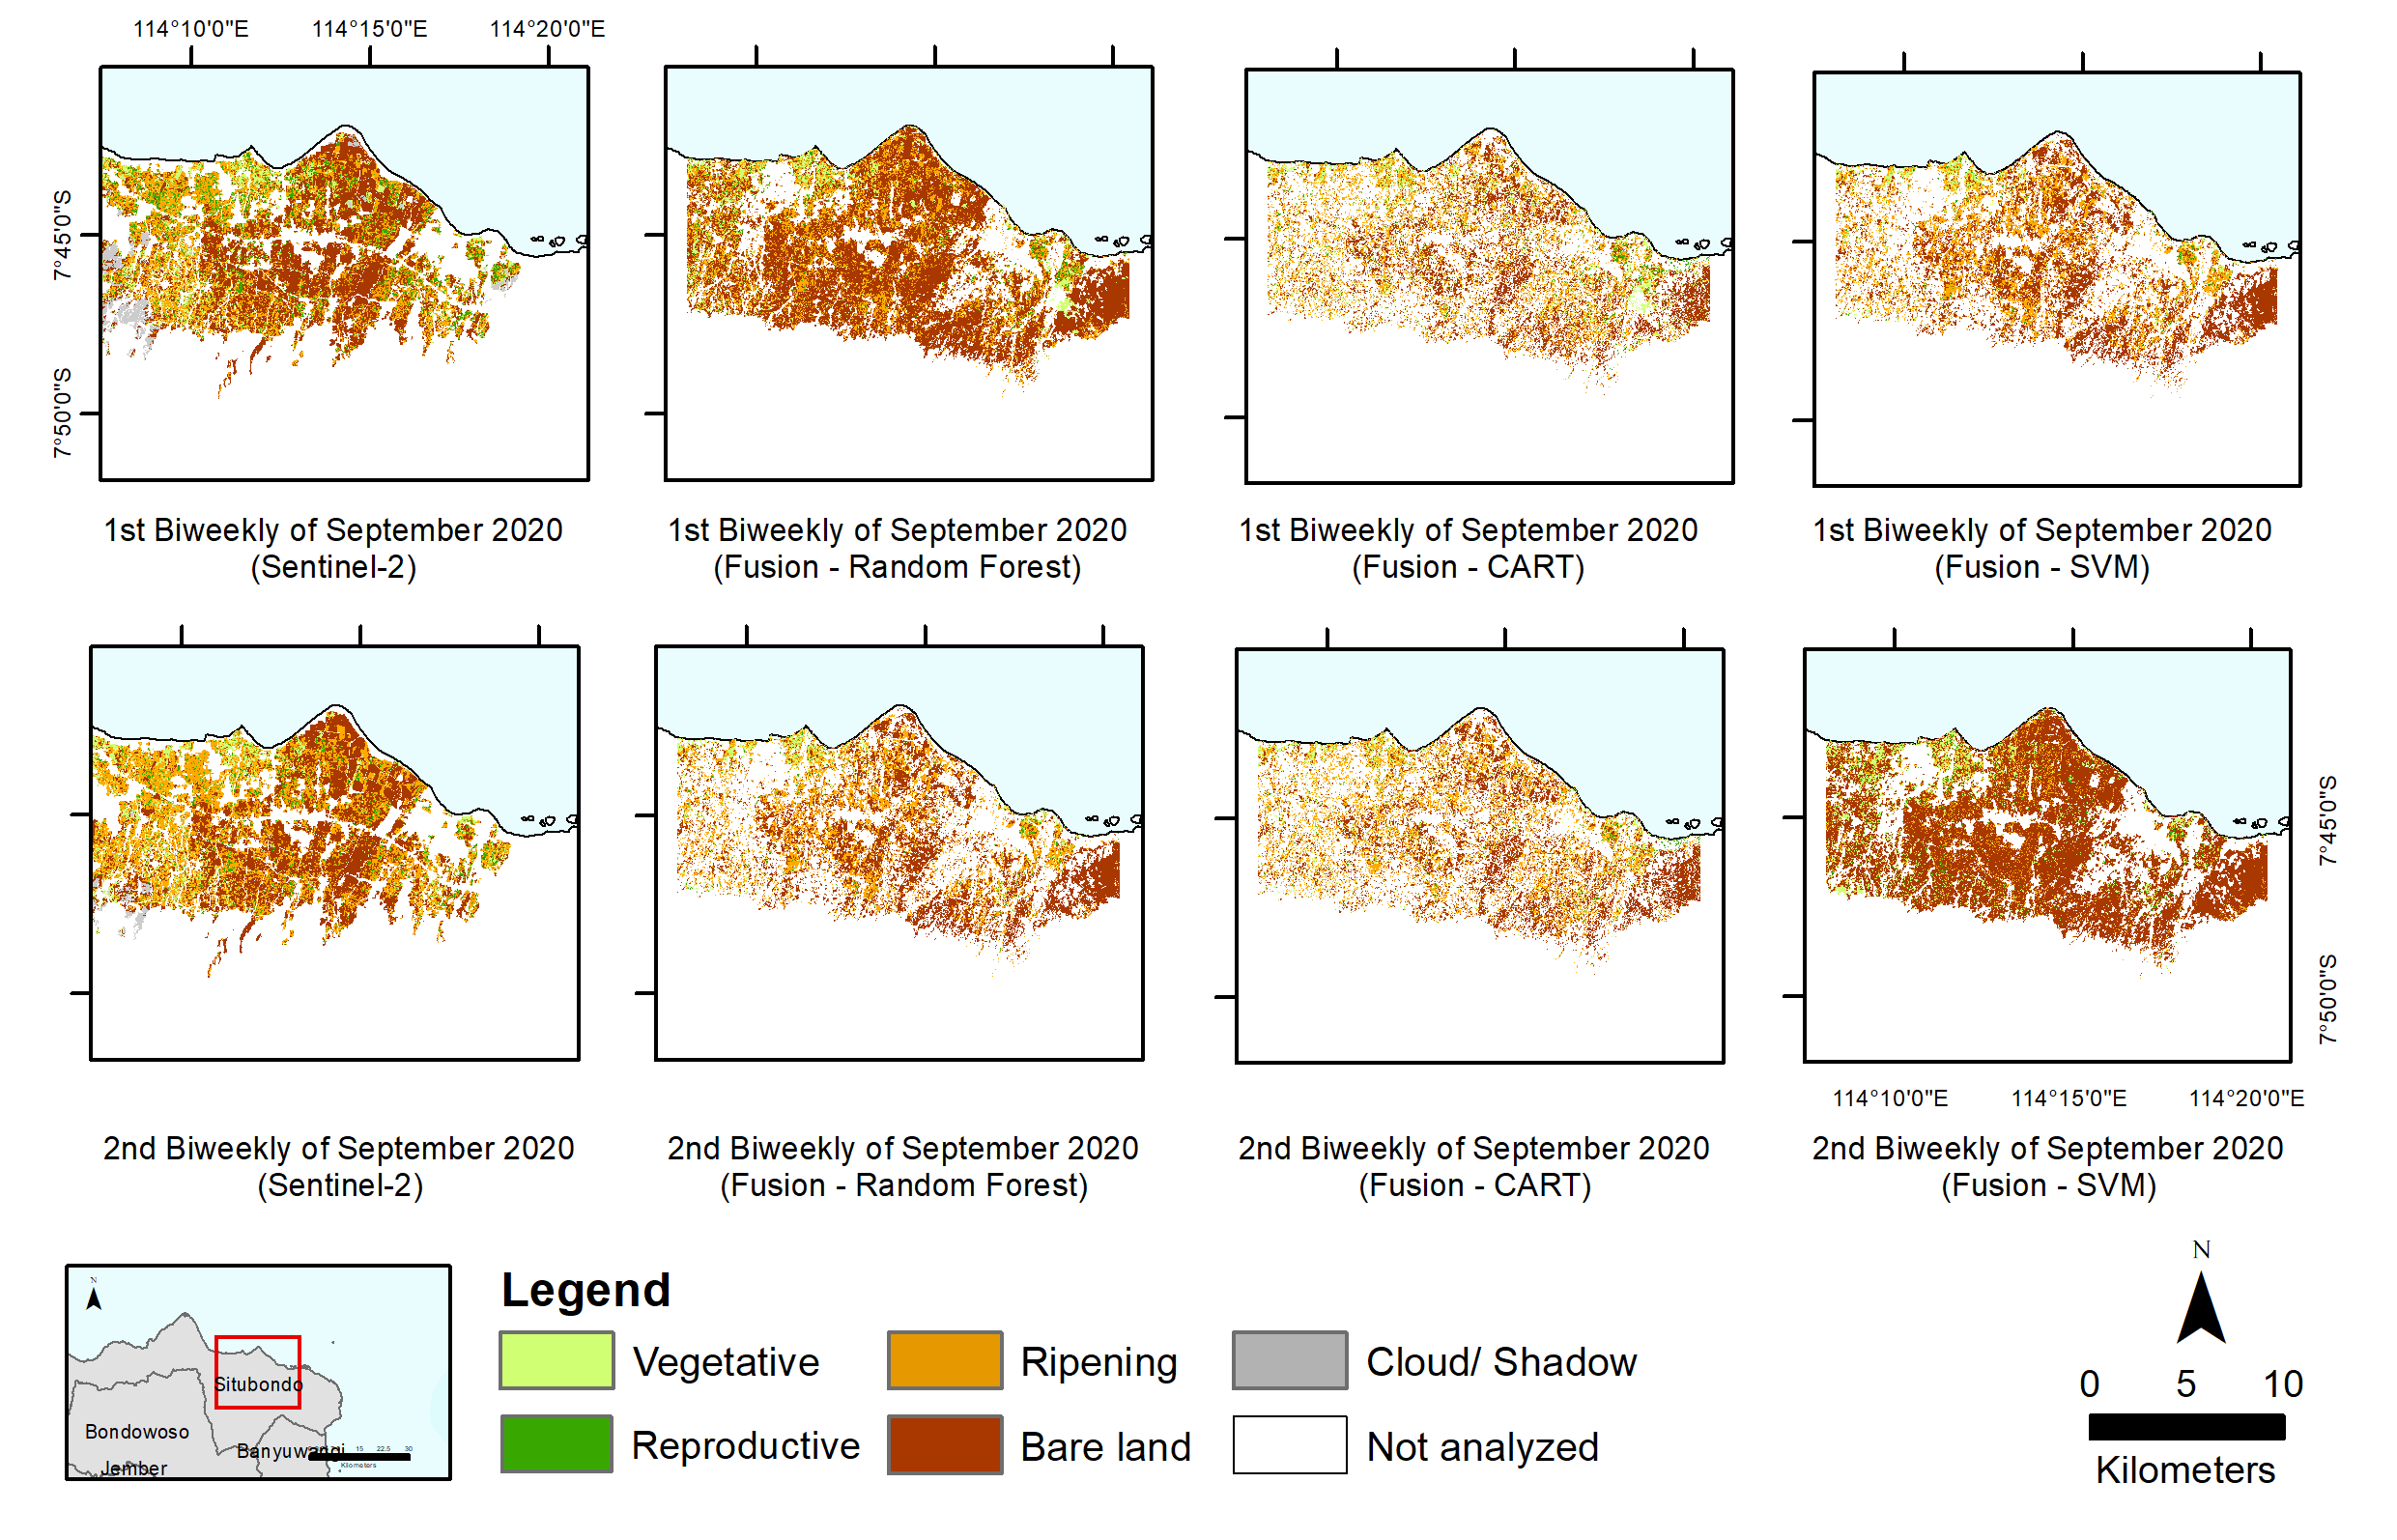 114°10'0"E 114°15'0"E 114°20'0"E
7°45'0"S
7°50'0"S
1st Biweekly of September 2020
(Sentinel-2)
1st Biweekly of September 2020
(Fusion - Random Forest)
1st Biweekly of September 2020
(Fusion - CART)
1st Biweekly of September 2020
(Fusion - SVM)
7°45'0"S
7°50'0"S
114°10'0"E 114°15'0"E 114°20'0"E
2nd Biweekly of September 2020
(Sentinel-2)
2nd Biweekly of September 2020
(Fusion - Random Forest)
2nd Biweekly of September 2020
(Fusion - CART)
2nd Biweekly of September 2020
(Fusion - SVM)
N
Situbondo
Bondowoso
Banyuwangi
Jember
15 22.5 30
Kilometers
Legend
Vegetative
Reproductive
Ripening
Bare land
Cloud/ Shadow
Not analyzed
N
0 5 10
Kilometers